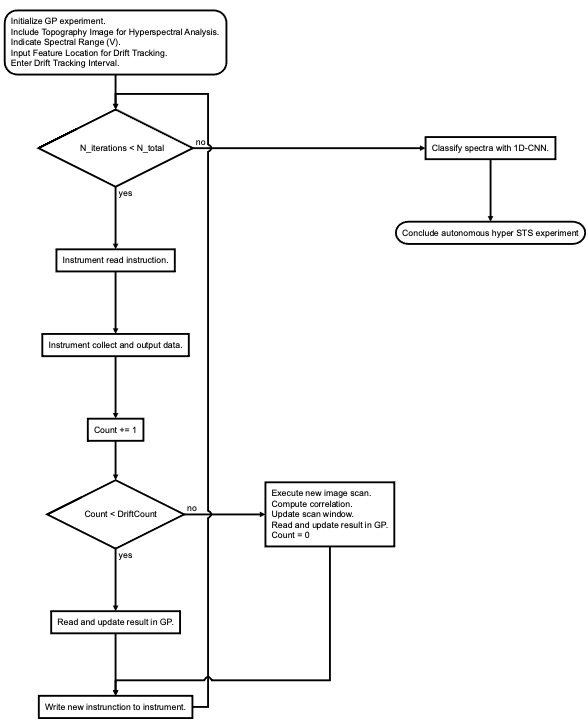 Initialize GP experiment.
Include Topography Image for Hyperspectral Analysis.
Indicate Spectral Range (V).
Input Feature Location for Drift Tracking.
Enter Drift Tracking Interval.
N_iterations < N_total
no
Classify spectra with 1D-CNN.
yes
Conclude autonomous hyper STS experiment
Instrument read instruction.
Instrument collect and output data.
Count += 1
Count < DriftCount
no
Execute new image scan.
Compute correlation.
Update scan window.
Read and update result in GP.
Count = 0
yes
Read and update result in GP.
Write new instrunction to instrument.